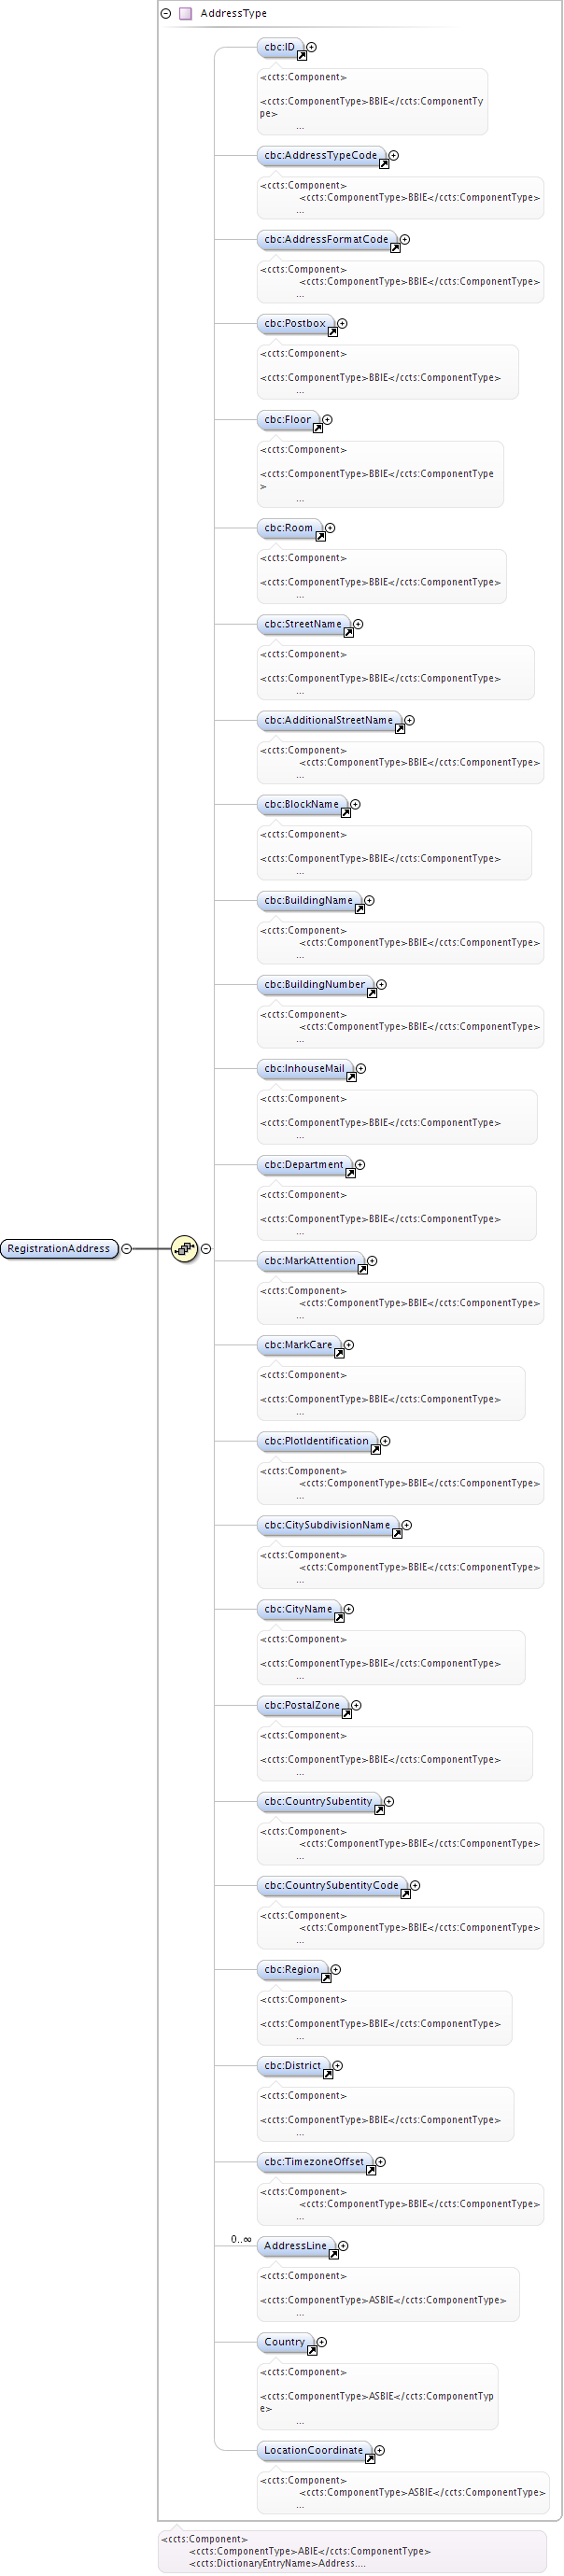 AddressType
cbc:ID
<ccts:Component>
<ccts:ComponentType>BBIE</ccts:ComponentTy
pe>
...
cbc:AddressTypeCode
<ccts:Component>
<ccts:ComponentType>BBIE</ccts:ComponentType>
...
cbc:AddressFormatCode
<ccts:Component>
<ccts:ComponentType>BBIE</ccts:ComponentType>
...
cbc:Postbox
<ccts:Component>
<ccts:ComponentType>BBIE</ccts:ComponentType>
...
cbc:Floor
<ccts:Component>
<ccts:ComponentType>BBIE</ccts:ComponentType
>
...
cbc:Room
<ccts:Component>
<ccts:ComponentType>BBIE</ccts:ComponentType>
...
cbc:StreetName
<ccts:Component>
<ccts:ComponentType>BBIE</ccts:ComponentType>
...
cbc:AdditionalStreetName
<ccts:Component>
<ccts:ComponentType>BBIE</ccts:ComponentType>
...
cbc:BlockName
<ccts:Component>
<ccts:ComponentType>BBIE</ccts:ComponentType>
...
cbc:BuildingName
<ccts:Component>
<ccts:ComponentType>BBIE</ccts:ComponentType>
...
cbc:BuildingNumber
<ccts:Component>
<ccts:ComponentType>BBIE</ccts:ComponentType>
...
cbc:InhouseMail
<ccts:Component>
<ccts:ComponentType>BBIE</ccts:ComponentType>
...
cbc:Department
<ccts:Component>
<ccts:ComponentType>BBIE</ccts:ComponentType>
...
RegistrationAddress
cbc:MarkAttention
<ccts:Component>
<ccts:ComponentType>BBIE</ccts:ComponentType>
...
cbc:MarkCare
<ccts:Component>
<ccts:ComponentType>BBIE</ccts:ComponentType>
...
cbc:PlotIdentification
<ccts:Component>
<ccts:ComponentType>BBIE</ccts:ComponentType>
...
cbc:CitySubdivisionName
<ccts:Component>
<ccts:ComponentType>BBIE</ccts:ComponentType>
...
cbc:CityName
<ccts:Component>
<ccts:ComponentType>BBIE</ccts:ComponentType>
...
cbc:PostalZone
<ccts:Component>
<ccts:ComponentType>BBIE</ccts:ComponentType>
...
cbc:CountrySubentity
<ccts:Component>
<ccts:ComponentType>BBIE</ccts:ComponentType>
...
cbc:CountrySubentityCode
<ccts:Component>
<ccts:ComponentType>BBIE</ccts:ComponentType>
...
cbc:Region
<ccts:Component>
<ccts:ComponentType>BBIE</ccts:ComponentType>
...
cbc:District
<ccts:Component>
<ccts:ComponentType>BBIE</ccts:ComponentType>
...
cbc:TimezoneOffset
<ccts:Component>
<ccts:ComponentType>BBIE</ccts:ComponentType>
...
0..∞
AddressLine
<ccts:Component>
<ccts:ComponentType>ASBIE</ccts:ComponentType>
...
Country
<ccts:Component>
<ccts:ComponentType>ASBIE</ccts:ComponentTyp
e>
...
LocationCoordinate
<ccts:Component>
<ccts:ComponentType>ASBIE</ccts:ComponentType>
...
<ccts:Component>
<ccts:ComponentType>ABIE</ccts:ComponentType>
<ccts:DictionaryEntryName>Address....